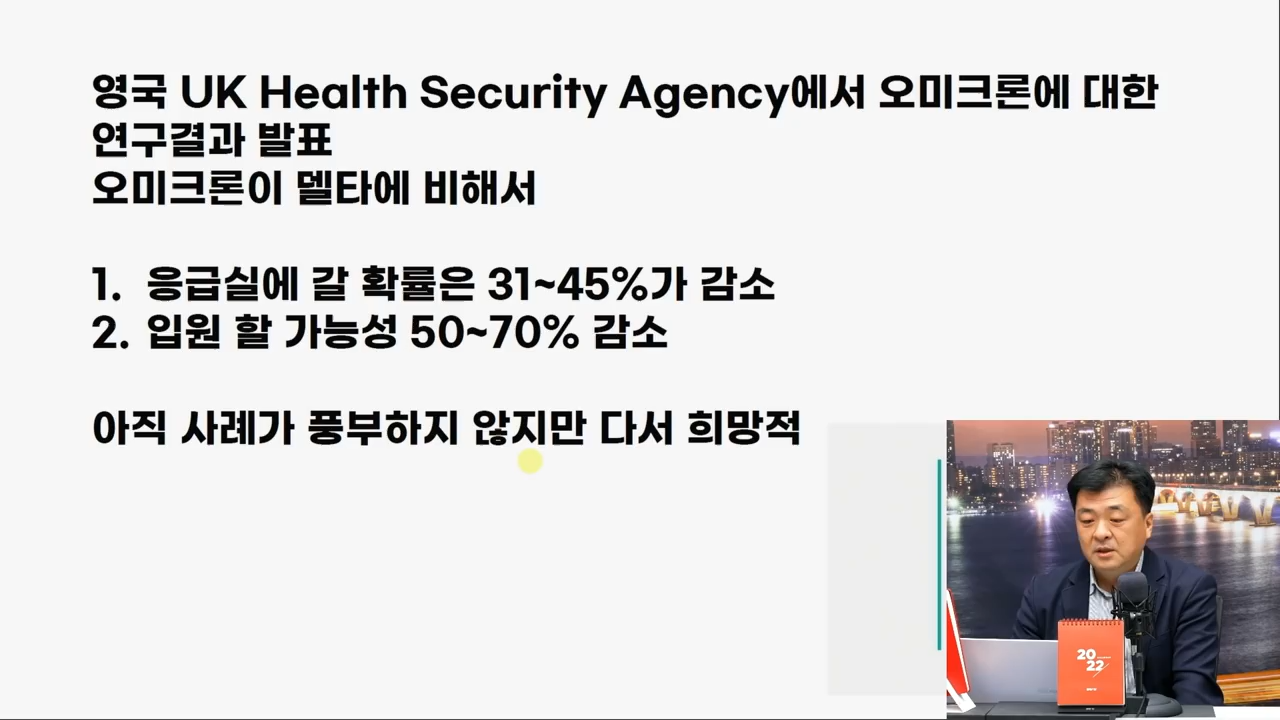 영국 UK Health Security Agency에서 오미크론에 대한
연구결과 발표
오미크론이 델타에 비해서
1. 응급실에 갈 확률은 31~45%가 감소
2. 입원 할 가능성 50~70% 감소
아직 사례가 풍부하지 않지만 다서 희망적
20
22